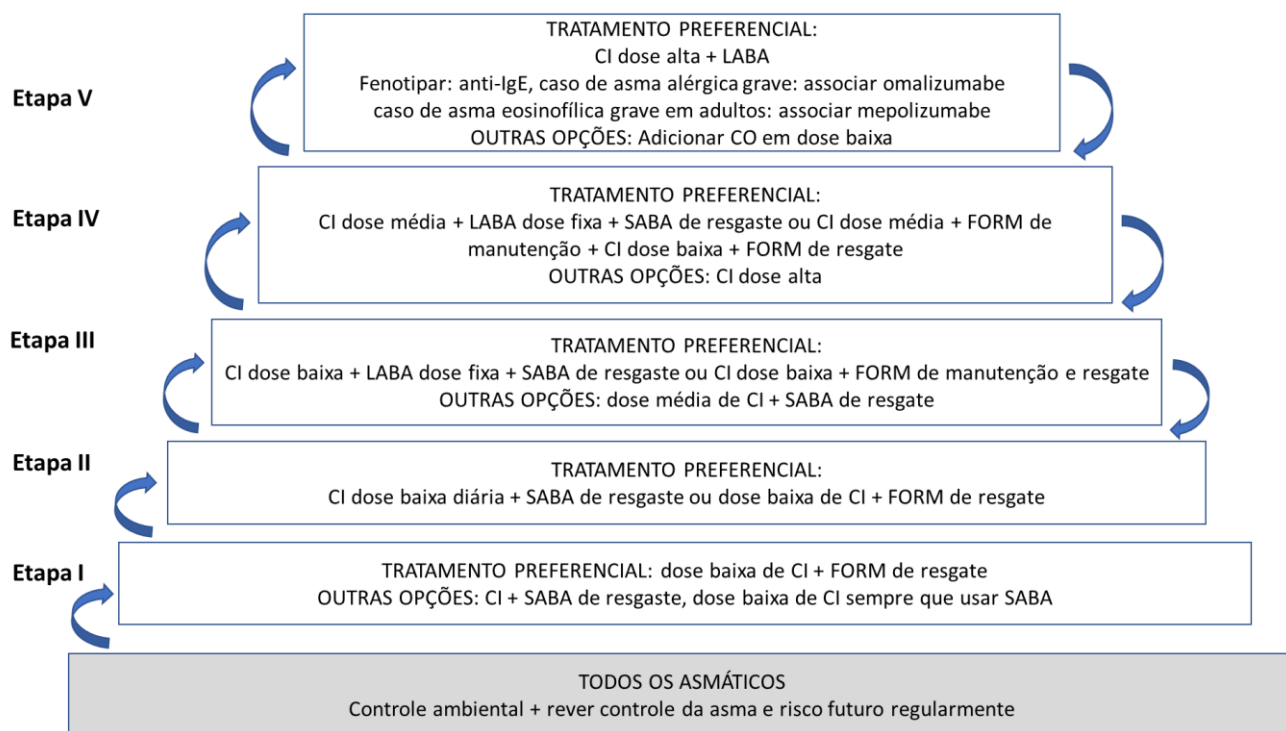 Etapa V
TRATAMENTO PREFERENCIAL:
CI dose alta + LABA
Fenotipar: anti-IgE, caso de asma alérgica grave: associar omalizumabe
caso de asma eosinofílica grave em adultos: associar mepolizumabe
OUTRAS OPÇÕES: Adicionar CO em dose baixa
Etapa IV
TRATAMENTO PREFERENCIAL:
CI dose média + LABA dose fixa + SABA de resgaste ou CI dose média + FORM de
manutenção + CI dose baixa + FORM de resgate
OUTRAS OPÇÕES: CI dose alta
Etapa III
TRATAMENTO PREFERENCIAL:
CI dose baixa + LABA dose fixa + SABA de resgaste ou CI dose baixa + FORM de manutenção e resgate
OUTRAS OPÇÕES: dose média de CI + SABA de resgate
Etapa II
TRATAMENTO PREFERENCIAL:
CI dose baixa diária + SABA de resgaste ou dose baixa de CI + FORM de resgate
Etapa I
TRATAMENTO PREFERENCIAL: dose baixa de CI + FORM de resgate
OUTRAS OPÇÕES: CI + SABA de resgaste, dose baixa de CI sempre que usar SABA
TODOS OS ASMÁTICOS
Controle ambiental + rever controle da asma e risco futuro regularmente